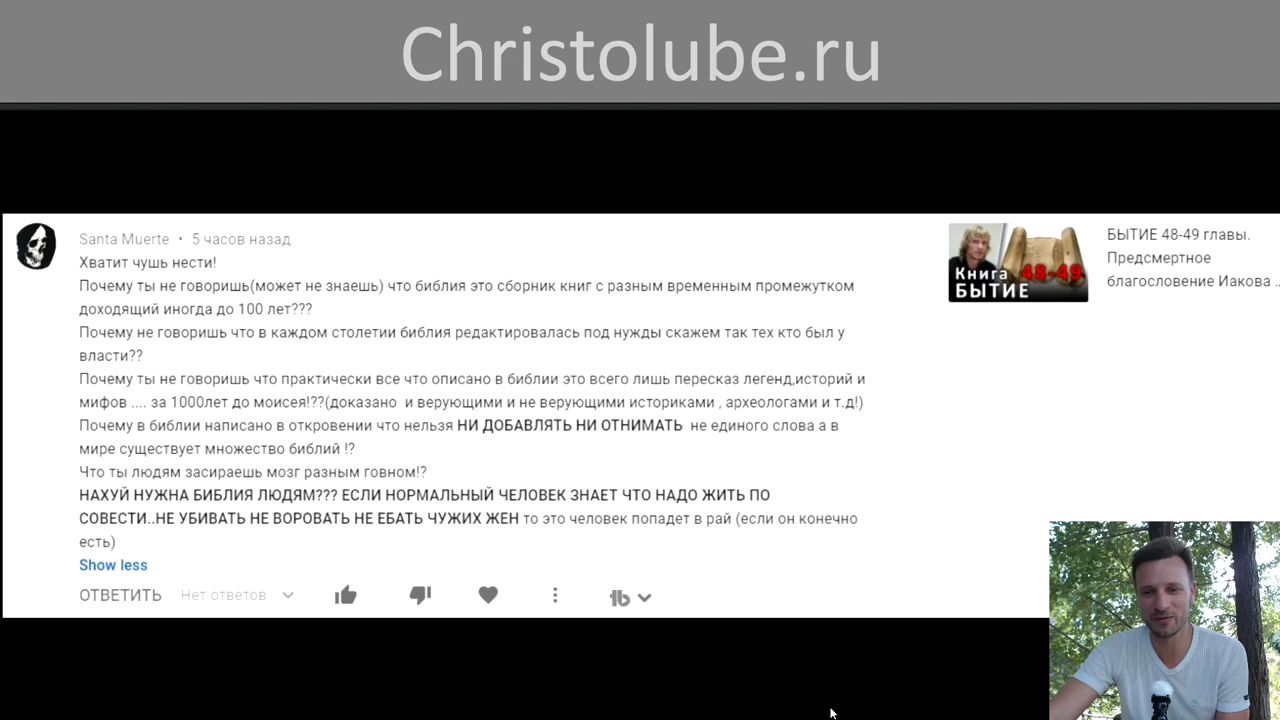 Christolube.ru
Santa Muerte • 5 часов назад
Хватит чушь нести!
Почему ты не говоришь(может не знаешь) что библия это сборник книг с разным временным промежутком
доходящий иногда до 100 лет???
Почему не говоришь что в каждом столетии библия редактировалась под нужды скажем так тех кто был у
власти??
Почему ты не говоришь что практически все что описано в библии это всего лишь пересказ легенд,историй и
мифов .... за 1000лет до моисея!??(доказано и верующими и не верующими историками , археологами и т.д!)
Почему в библии написано в откровении что нельзя НИ ДОБАВЛЯТЬ НИ ОТНИМАТЬ не единого слова а в
мире существует множество библий !?
Что ты людям засираешь мозг разным говном!?
НАХУЙ НУЖНА БИБЛИЯ ЛЮДЯМ??? ЕСЛИ НОРМАЛЬНЫЙ ЧЕЛОВЕК ЗНАЕТ ЧТО НАДО ЖИТЬ ПО
СОВЕСТИ..НЕ УБИВАТЬ НЕ ВОРОВАТЬ НЕ ЕБАТЬ ЧУЖИХ ЖЕН то это человек попадет в рай (если он конечно
есть)
Show less
ОТВЕТИТЬ Нет ответов
Книга 48-49
БЫТИЕ
БЫТИЕ 48-49 главы.
Предсмертное
благословение Иакова ...